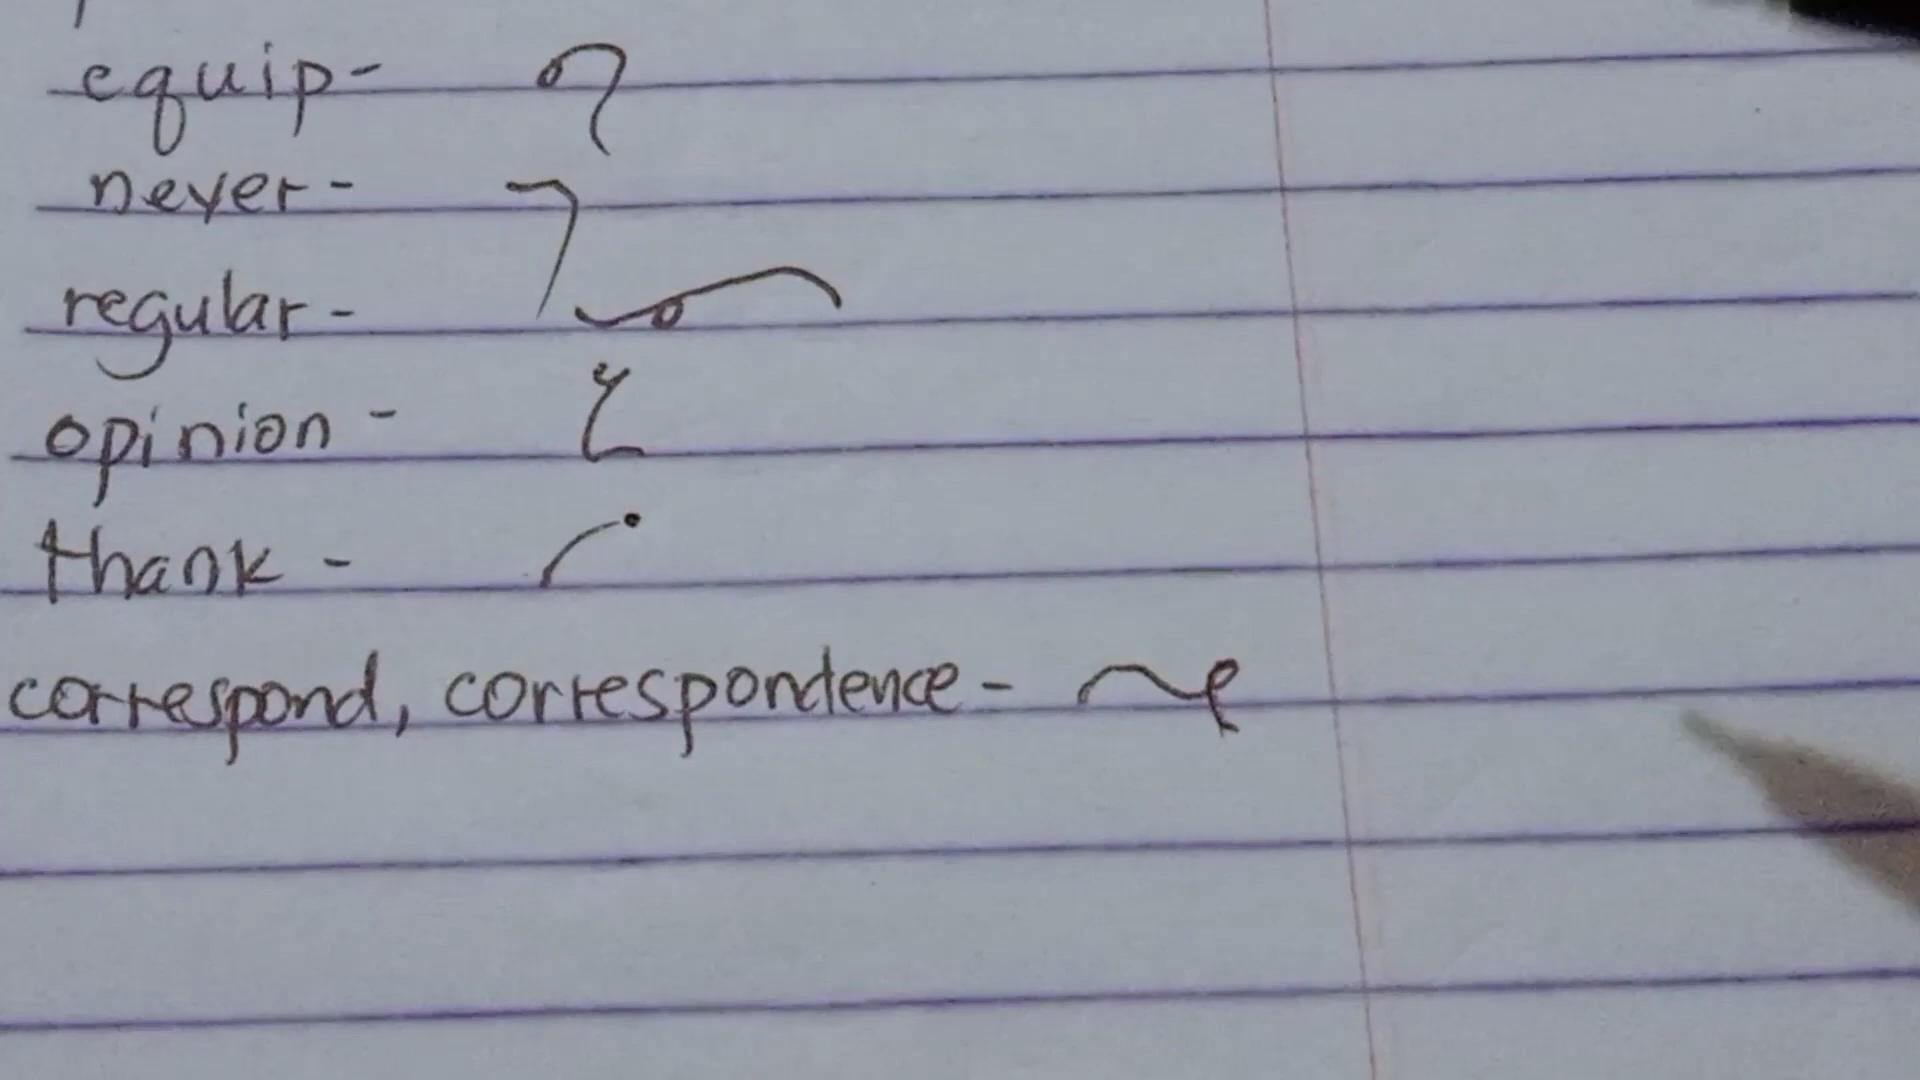 equip-
never-
regular-
opinion -
thank -
correspond, correspondence -